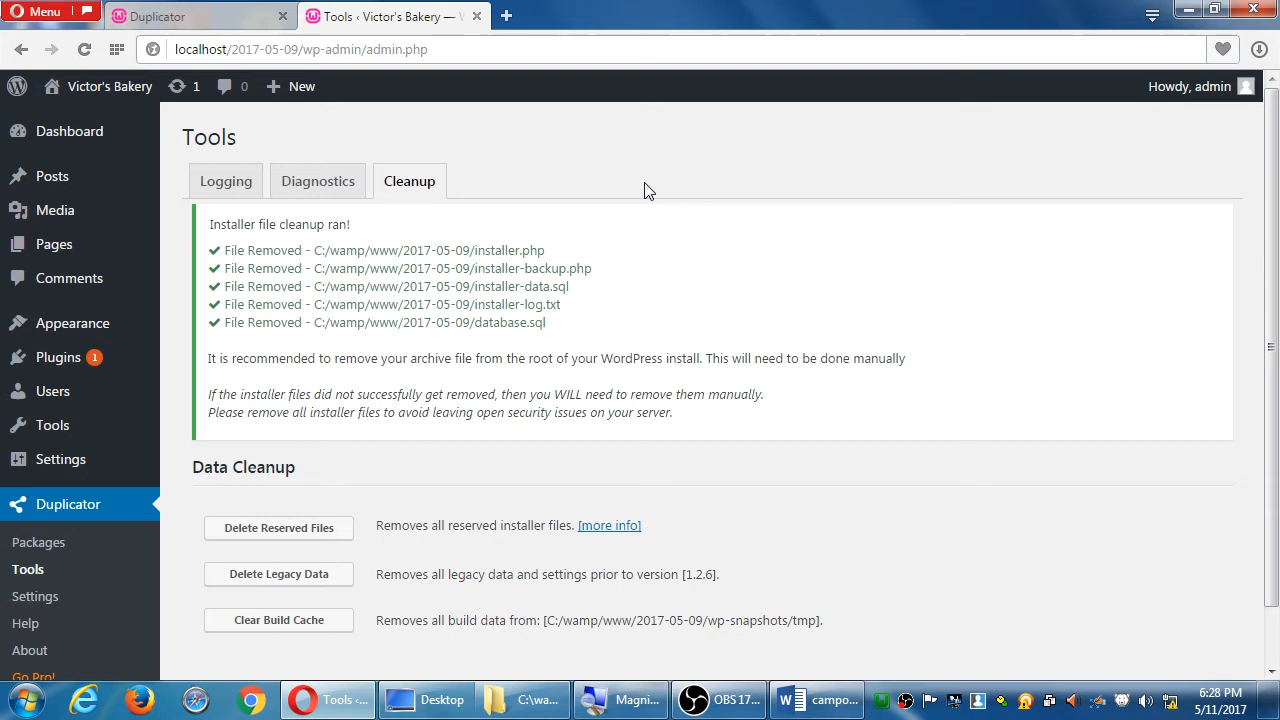 Menu
Duplicator
Tools ‹ Victor's Bakery — V
localhost/2017-05-09/wp-admin/admin.php
Victor's Bakery
1
0
New
Howdy, admin
Dashboard
Posts
Media
Pages
Comments
Appearance
Plugins 1
Users
Tools
Settings
Duplicator
Packages
Tools
Settings
Help
About
Go Pro!
Tools
Logging
Diagnostics
Cleanup
Installer file cleanup ran!
File Removed - C:/wamp/www/2017-05-09/installer.php
File Removed - C:/wamp/www/2017-05-09/installer-backup.php
File Removed - C:/wamp/www/2017-05-09/installer-data.sql
File Removed - C:/wamp/www/2017-05-09/installer-log.txt
File Removed - C:/wamp/www/2017-05-09/database.sql
It is recommended to remove your archive file from the root of your WordPress install. This will need to be done manually
If the installer files did not successfully get removed, then you WILL need to remove them manually.
Please remove all installer files to avoid leaving open security issues on your server.
Data Cleanup
Delete Reserved Files
Removes all reserved installer files. [more info]
Delete Legacy Data
Removes all legacy data and settings prior to version [1.2.6].
Clear Build Cache
Removes all build data from: [C:/wamp/www/2017-05-09/wp-snapshots/tmp].
Tools ‹...
Desktop
C:\wa...
Magni...
OBS 17....
campo...
6:28 PM
5/11/2017